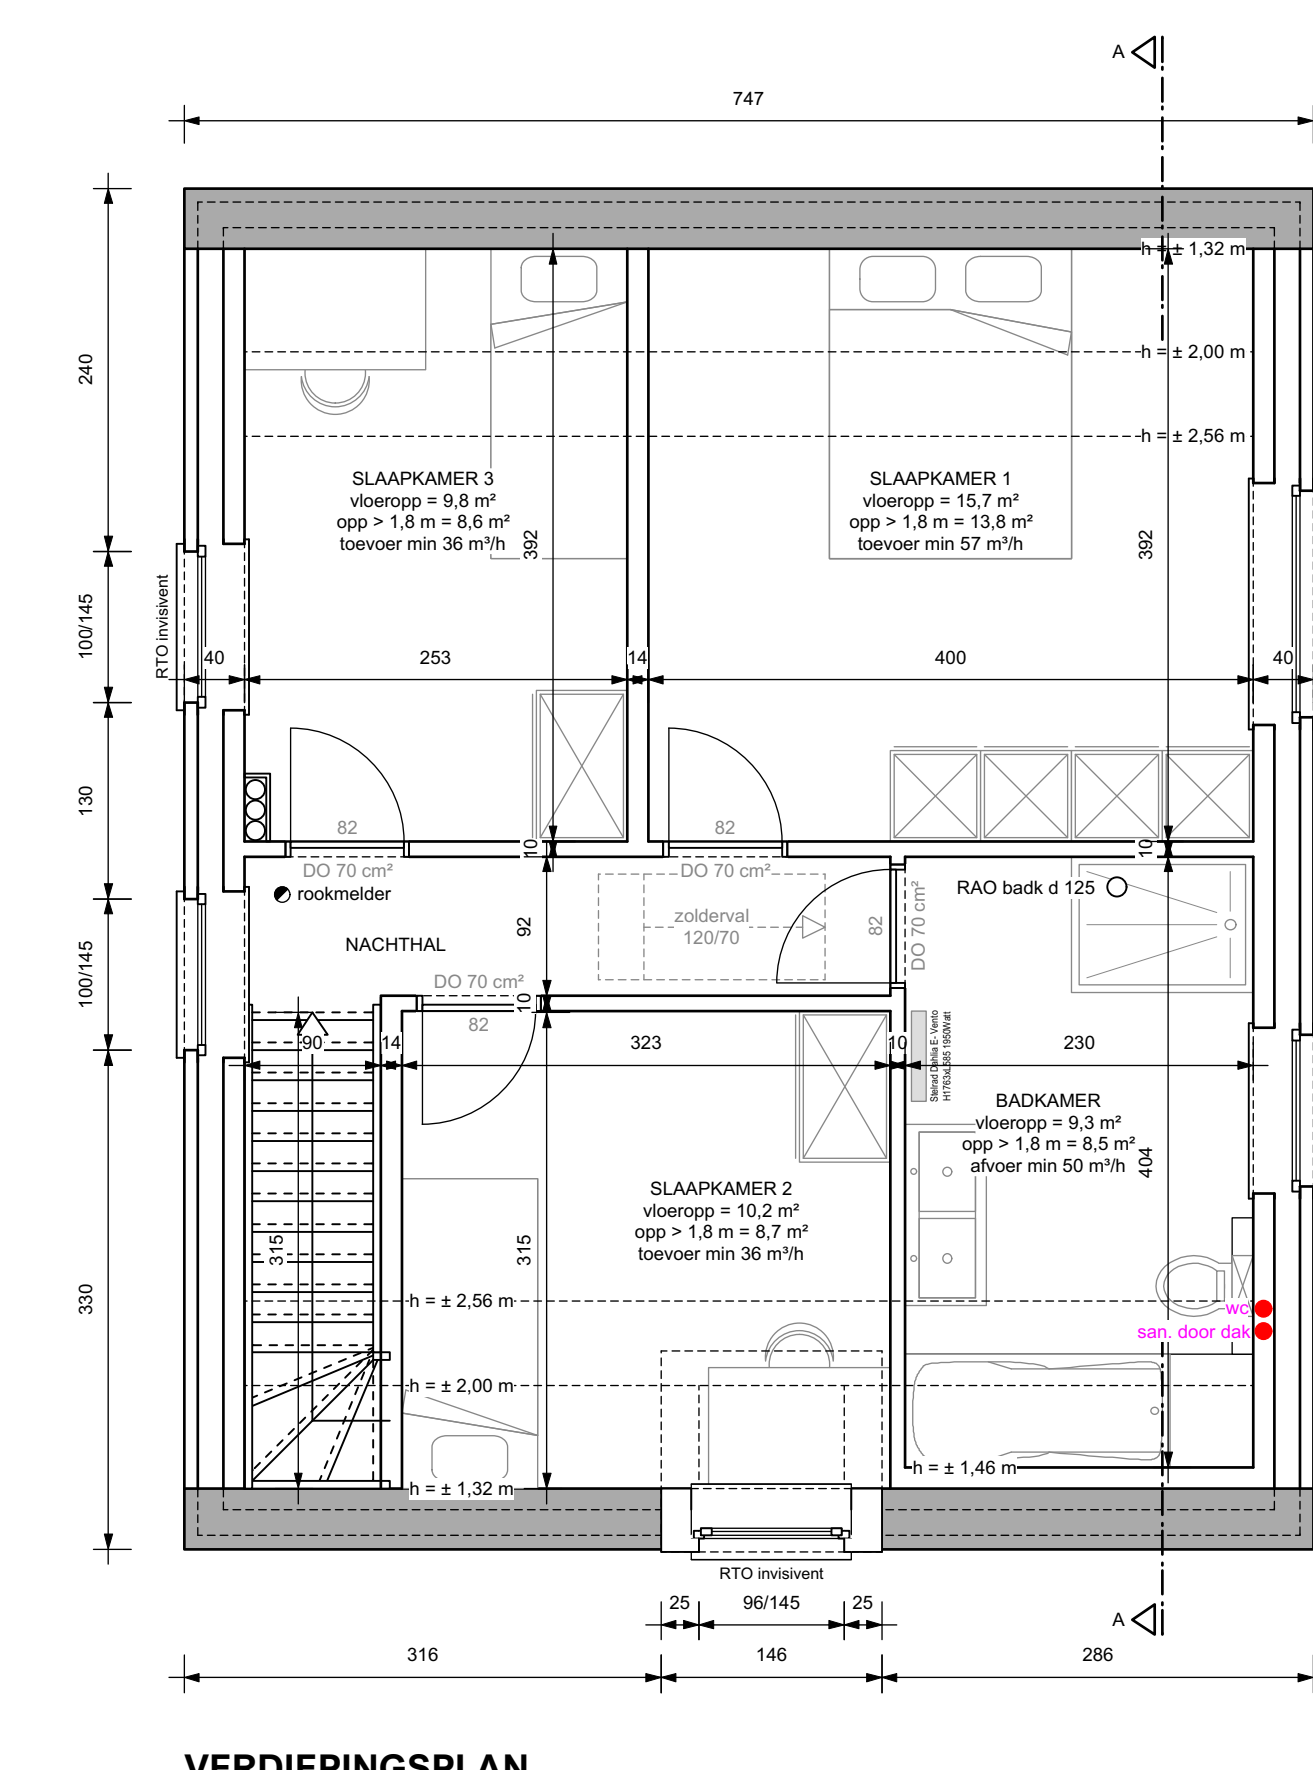 A
747
h = ± 1,32 m
h = ± 2,00 m
h = ± 2,56 m
240
SLAAPKAMER 3
vloeropp = 9,8 m²
opp > 1,8 m = 8,6 m²
toevoer min 36 m³/h
392
SLAAPKAMER 1
vloeropp = 15,7 m²
opp > 1,8 m = 13,8 m²
toevoer min 57 m³/h
392
100/145
RTO invisivent
40
253
14
400
40
130
82
82
10
10
DO 70 cm²
DO 70 cm²
rookmelder
RAO badk d 125
zolderval
120/70
92
82
DO 70 cm²
NACHTHAL
100/145
DO 70 cm²
82
10
90
14
323
10
230
Stelrad Dahlia E- Vento
H1763xL585 1950Watt
BADKAMER
vloeropp = 9,3 m²
opp > 1,8 m = 8,5 m²
afvoer min 50 m³/h
404
SLAAPKAMER 2
vloeropp = 10,2 m²
opp > 1,8 m = 8,7 m²
toevoer min 36 m³/h
315
315
330
h = ± 2,56 m
wc
san. door dak
h = ± 2,00 m
h = ± 1,46 m
h = ± 1,32 m
RTO invisivent
25
96/145
25
A
316
146
286
VERDIEPINGSPLAN